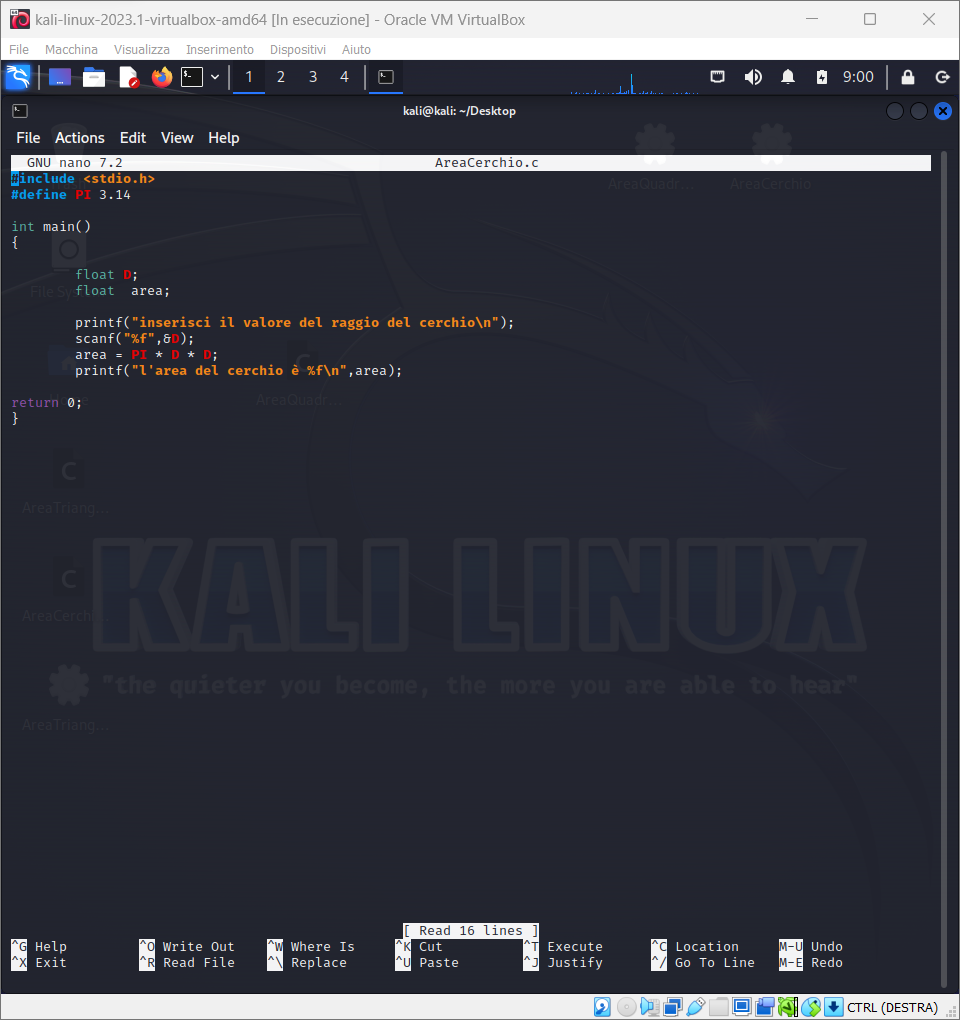 kali-linux-2023.1-virtualbox-amd64 [In esecuzione] - Oracle VM VirtualBox
File Macchina Visualizza Inserimento Dispositivi Aiuto
1 2 3 4 9:00
kali@kali: ~/Desktop
File Actions Edit View Help
GNU nano 7.2 AreaCerchio.c
#include <stdio.h>
#define PI 3.14
int main()
{
float D;
float  area;
printf("inserisci il valore del raggio del cerchio\n");
scanf("%f",&D);
area = PI * D * D;
printf("l'area del cerchio è %f\n",area);
return 0;
}
AreaQuadr... AreaCerchio
File Sys
AreaQuadr...
AreaTriang...
AreaCerch
KALI LINUX
"the quieter you become, the more you are able to hear"
AreaTriang...
[ Read 16 lines ]
^G Help ^O Write Out ^W Where Is ^K Cut ^T Execute ^C Location M-U Undo
^X Exit ^R Read File ^\ Replace ^U Paste ^J Justify ^/ Go To Line M-E Redo
CTRL (DESTRA)